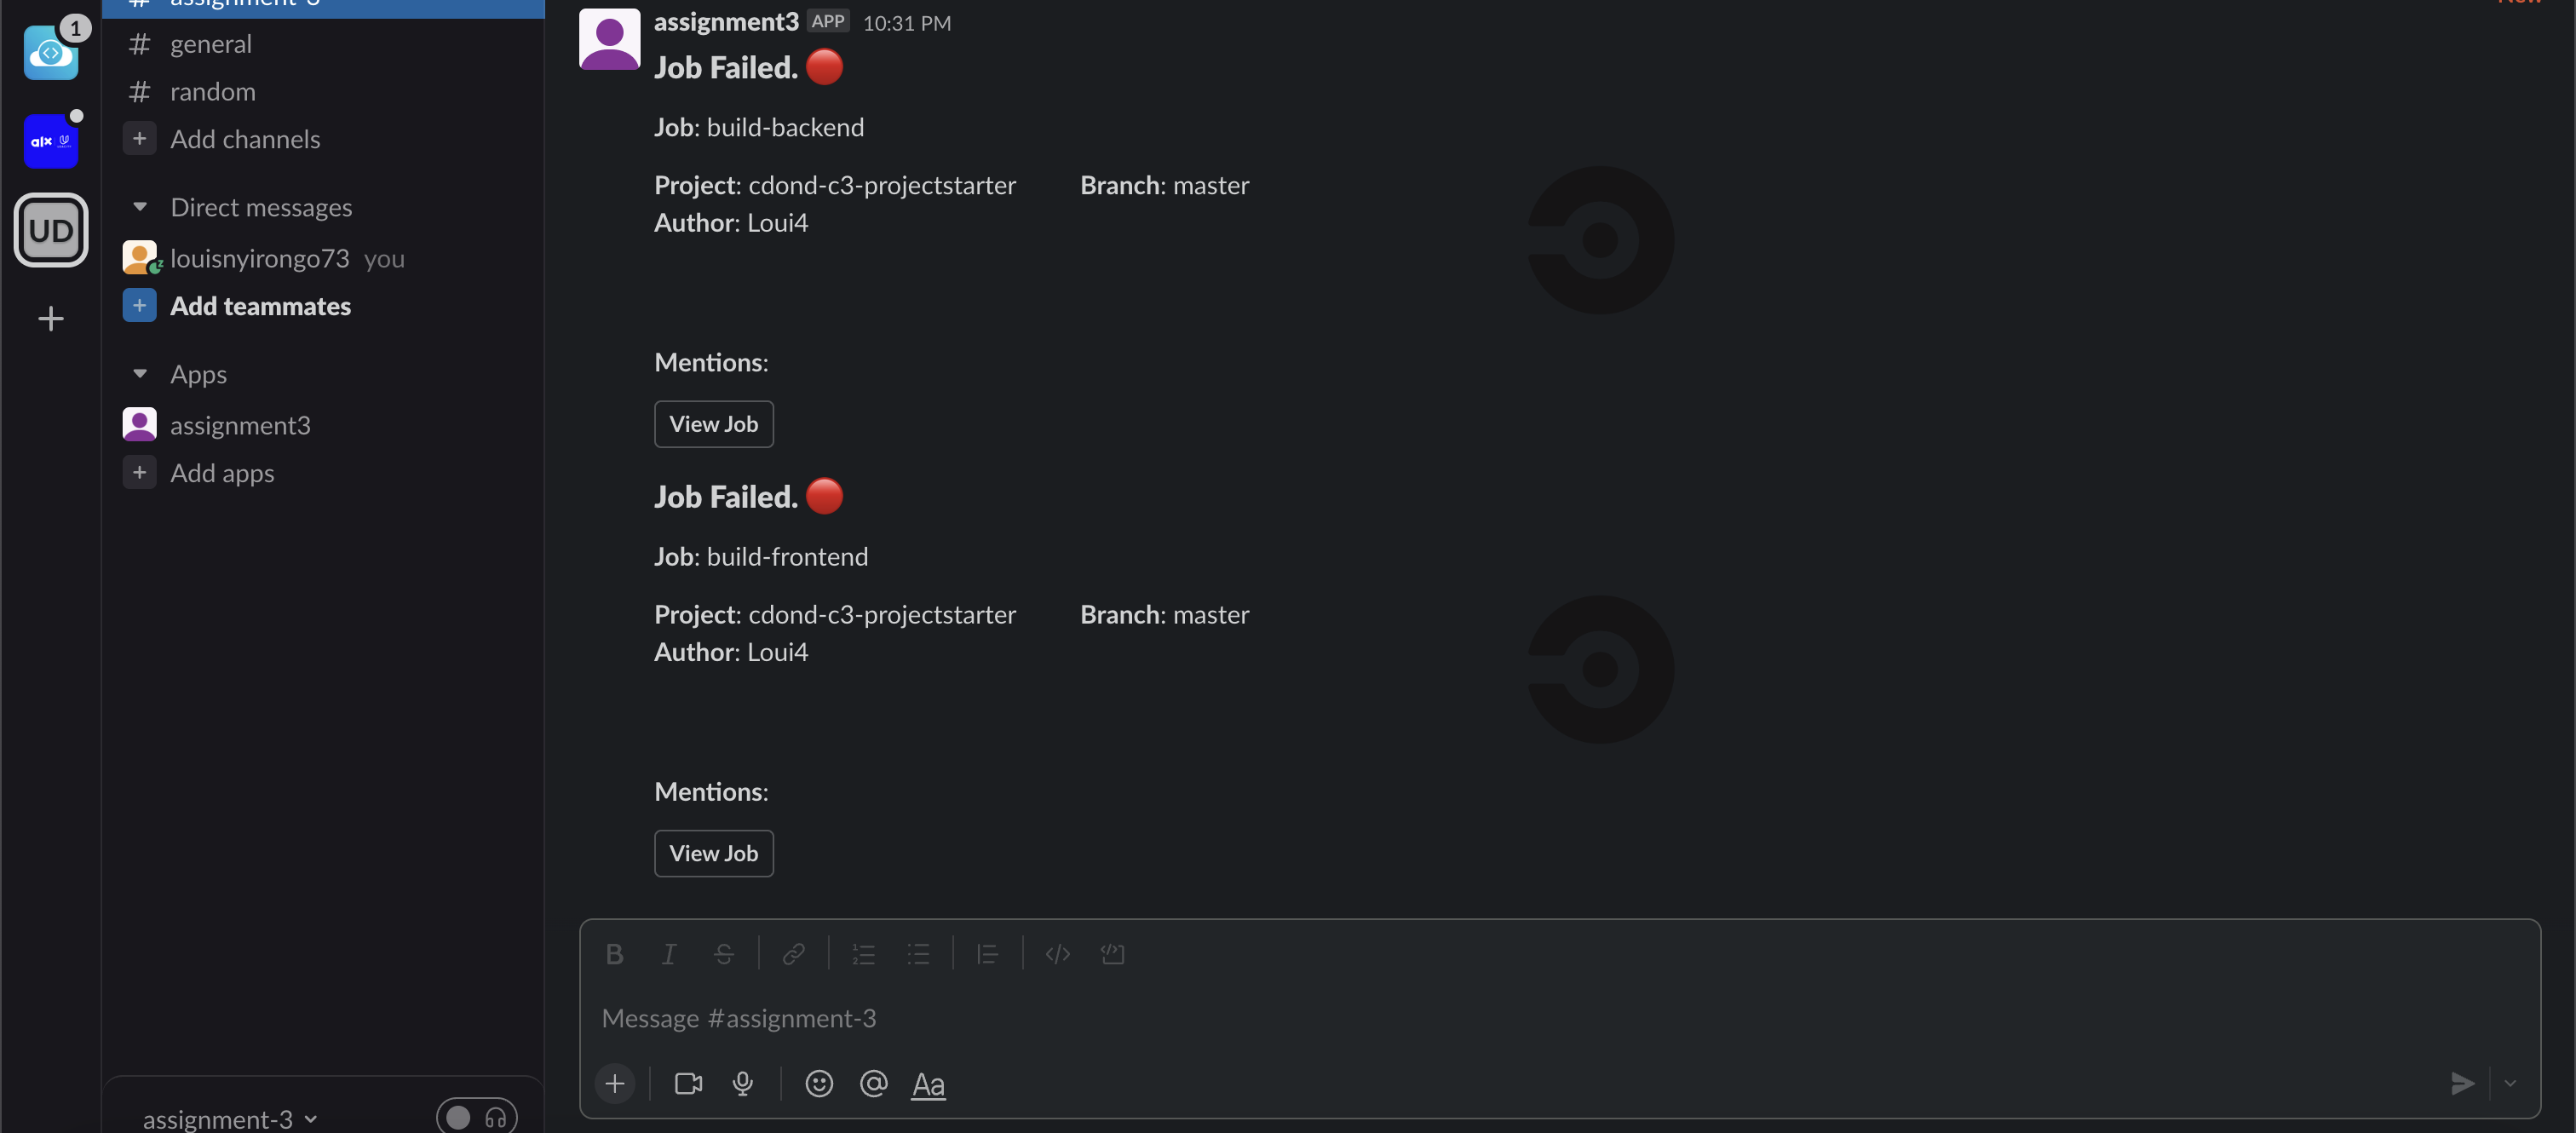 1
# assignment-3
# general
# random
+ Add channels
alx
Direct messages
UD
louisnyirongo73 you
+ Add teammates
+
Apps
assignment3
+ Add apps
assignment-3
New
assignment3 APP 10:31 PM
Job Failed.
Job: build-backend
Project: cdond-c3-projectstarter Branch: master
Author: Loui4
Mentions:
View Job
Job Failed.
Job: build-frontend
Project: cdond-c3-projectstarter Branch: master
Author: Loui4
Mentions:
View Job
B I S
Message #assignment-3
+ @ Aa